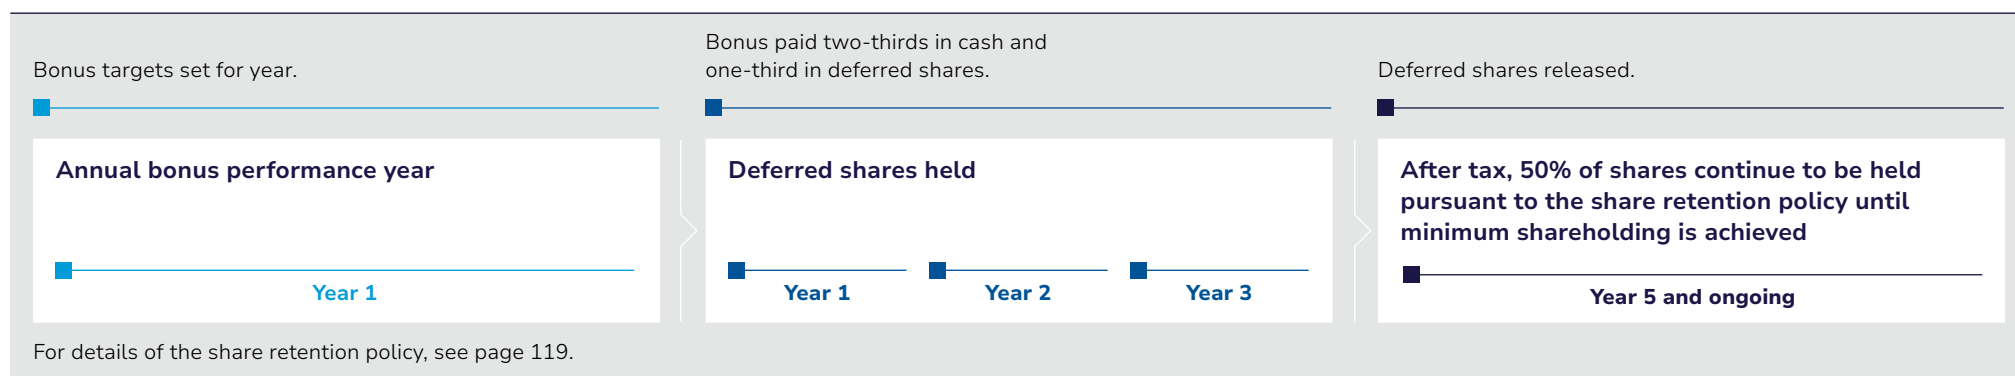 Bonus targets set for year.
Bonus paid two-thirds in cash and
one-third in deferred shares.
Deferred shares released.
Annual bonus performance year
Year 1
Deferred shares held
Year 1
Year 2
Year 3
After tax, 50% of shares continue to be held
pursuant to the share retention policy until
minimum shareholding is achieved
Year 5 and ongoing
For details of the share retention policy, see page 119.